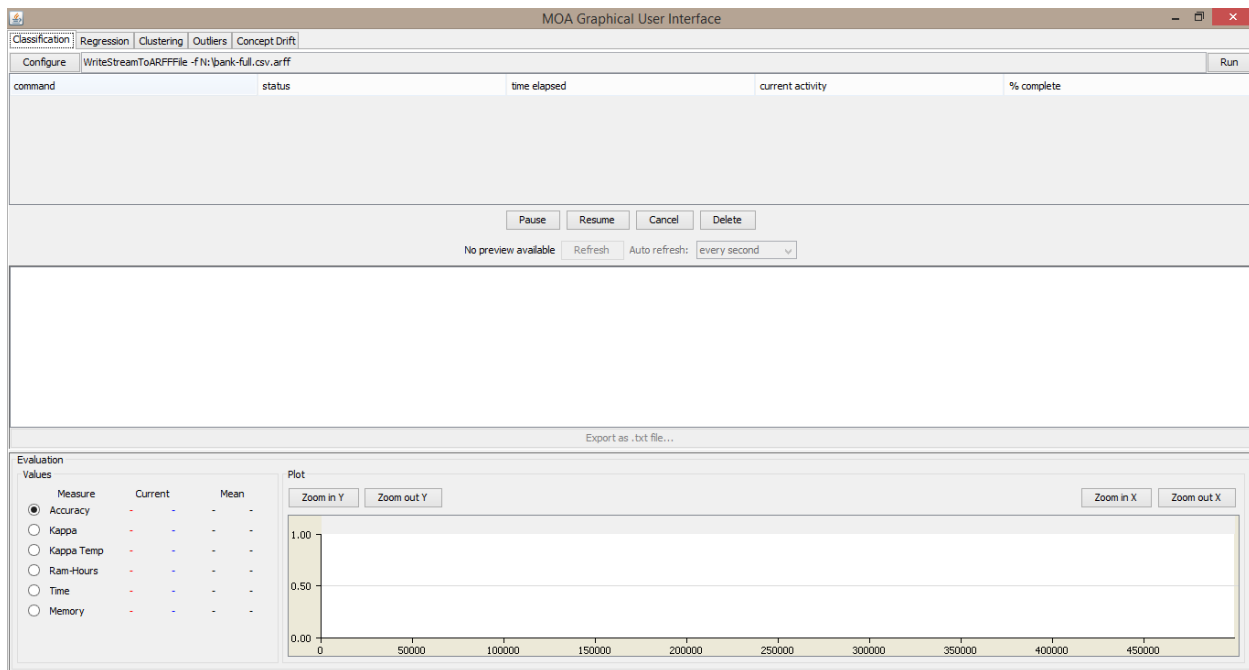 MOA Graphical User Interface
Classification Regression Clustering Outliers Concept Drift
Configure WriteStreamToARFFFile -f N:\bank-full.csv.arff Run
command status time elapsed current activity % complete
Pause Resume Cancel Delete
No preview available Refresh Auto refresh: every second
Export as .txt file...
Evaluation
Values Plot
Measure Current Mean
Zoom in Y Zoom out Y Zoom in X Zoom out X
Accuracy - - - -
Kappa - - - -
Kappa Temp - - - -
Ram-Hours - - - -
Time - - - -
Memory - - - -
1.00
0.50
0.00
0 50000 100000 150000 200000 250000 300000 350000 400000 450000